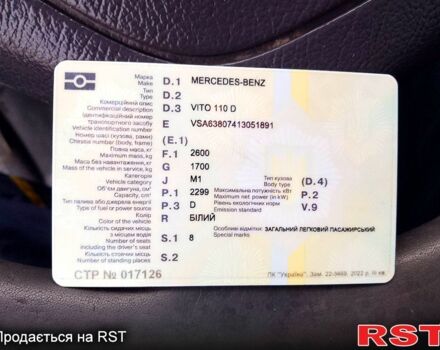 Марка
Make D.1 MERCEDES-BENZ
Тип
Type D.2
Комерційний опис
Commercial description D.3 VITO 110 D
Ідентифікаційний номер
транспортного засобу
Vehicle identification number E VSA63807413051891
Номер шасі (кузова, рами)
Chassis number (body, frame) (E.1)
Повна маса, кг
Maximum mass, kg F.1 2600
Маса без навантаження, кг
Mass of the vehicle in service, kg G 1700
Категорія
Vehicle category J M1 Тип кузова
Body type (D.4)
Об'єм двигуна, см³
Capacity, cm³ P.1 2299 Максимальна потужність кВт
Maximum net power (in kW) P.2
Тип палива або джерела енергії
Type of fuel or power source P.3 D Рівень екологічних норм
Emission standard V.9
Колір
Color of the vehicle R БІЛИЙ
Кількість сидячих місць
з місцем водія
Number of seats
including the driver's seat S.1 8 Особливі відмітки: ЗАГАЛЬНИЙ ЛЕГКОВИЙ ПАСАЖИРСЬКИЙ
Special marks
Кількість стоячих місць
Number of standing places S.2
СТР № 017126
ПК "Україна". Зам. 22-3469. 2022 р. IV кв.
Продається на RST
RST